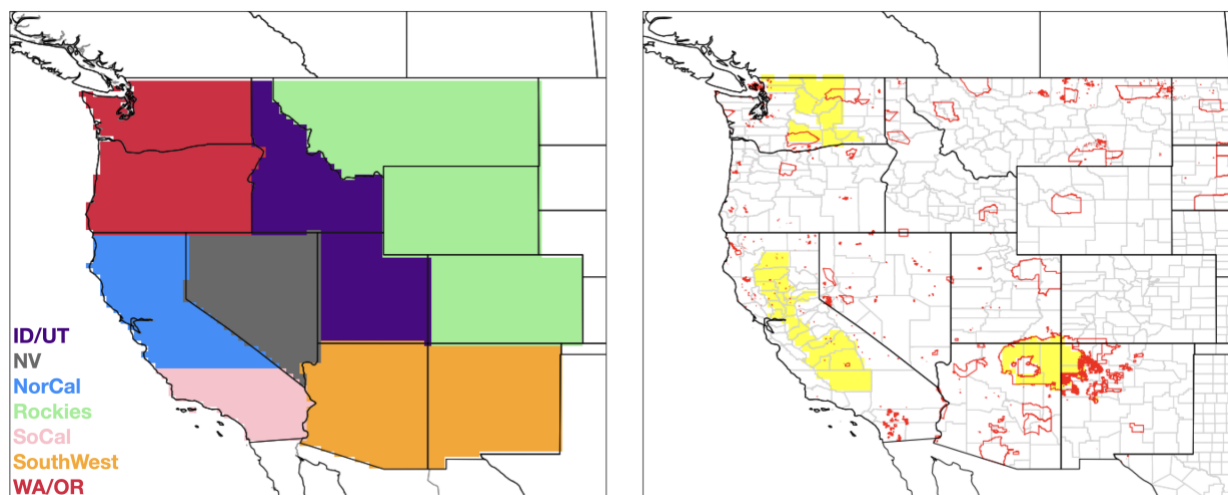 ID/UT
NV
NorCal
Rockies
SoCal
SouthWest
WA/OR